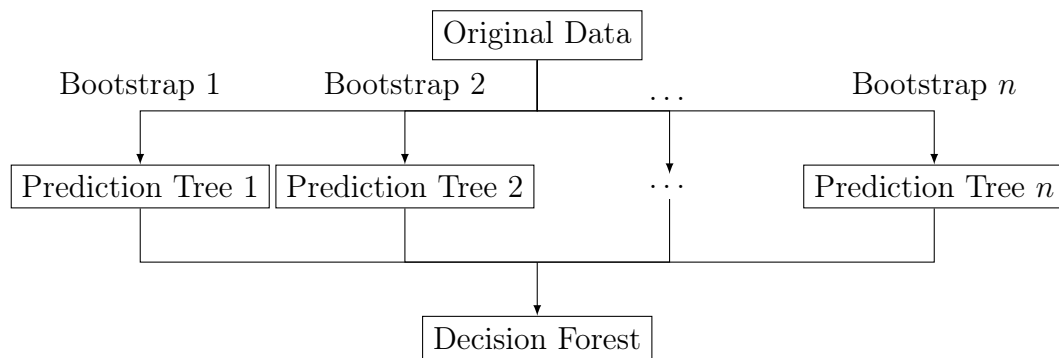 Original Data
Bootstrap 1 Bootstrap 2 ... Bootstrap n
Prediction Tree 1 Prediction Tree 2 ... Prediction Tree n
Decision Forest